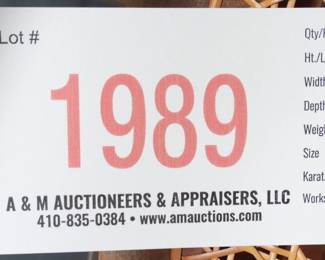 Lot #
1989
A & M AUCTIONEERS & APPRAISERS, LLC
410-835-0384 • www.amauctions.com
Qty/
Ht./L
Width
Depth
Weigh
Size
Karat
Works